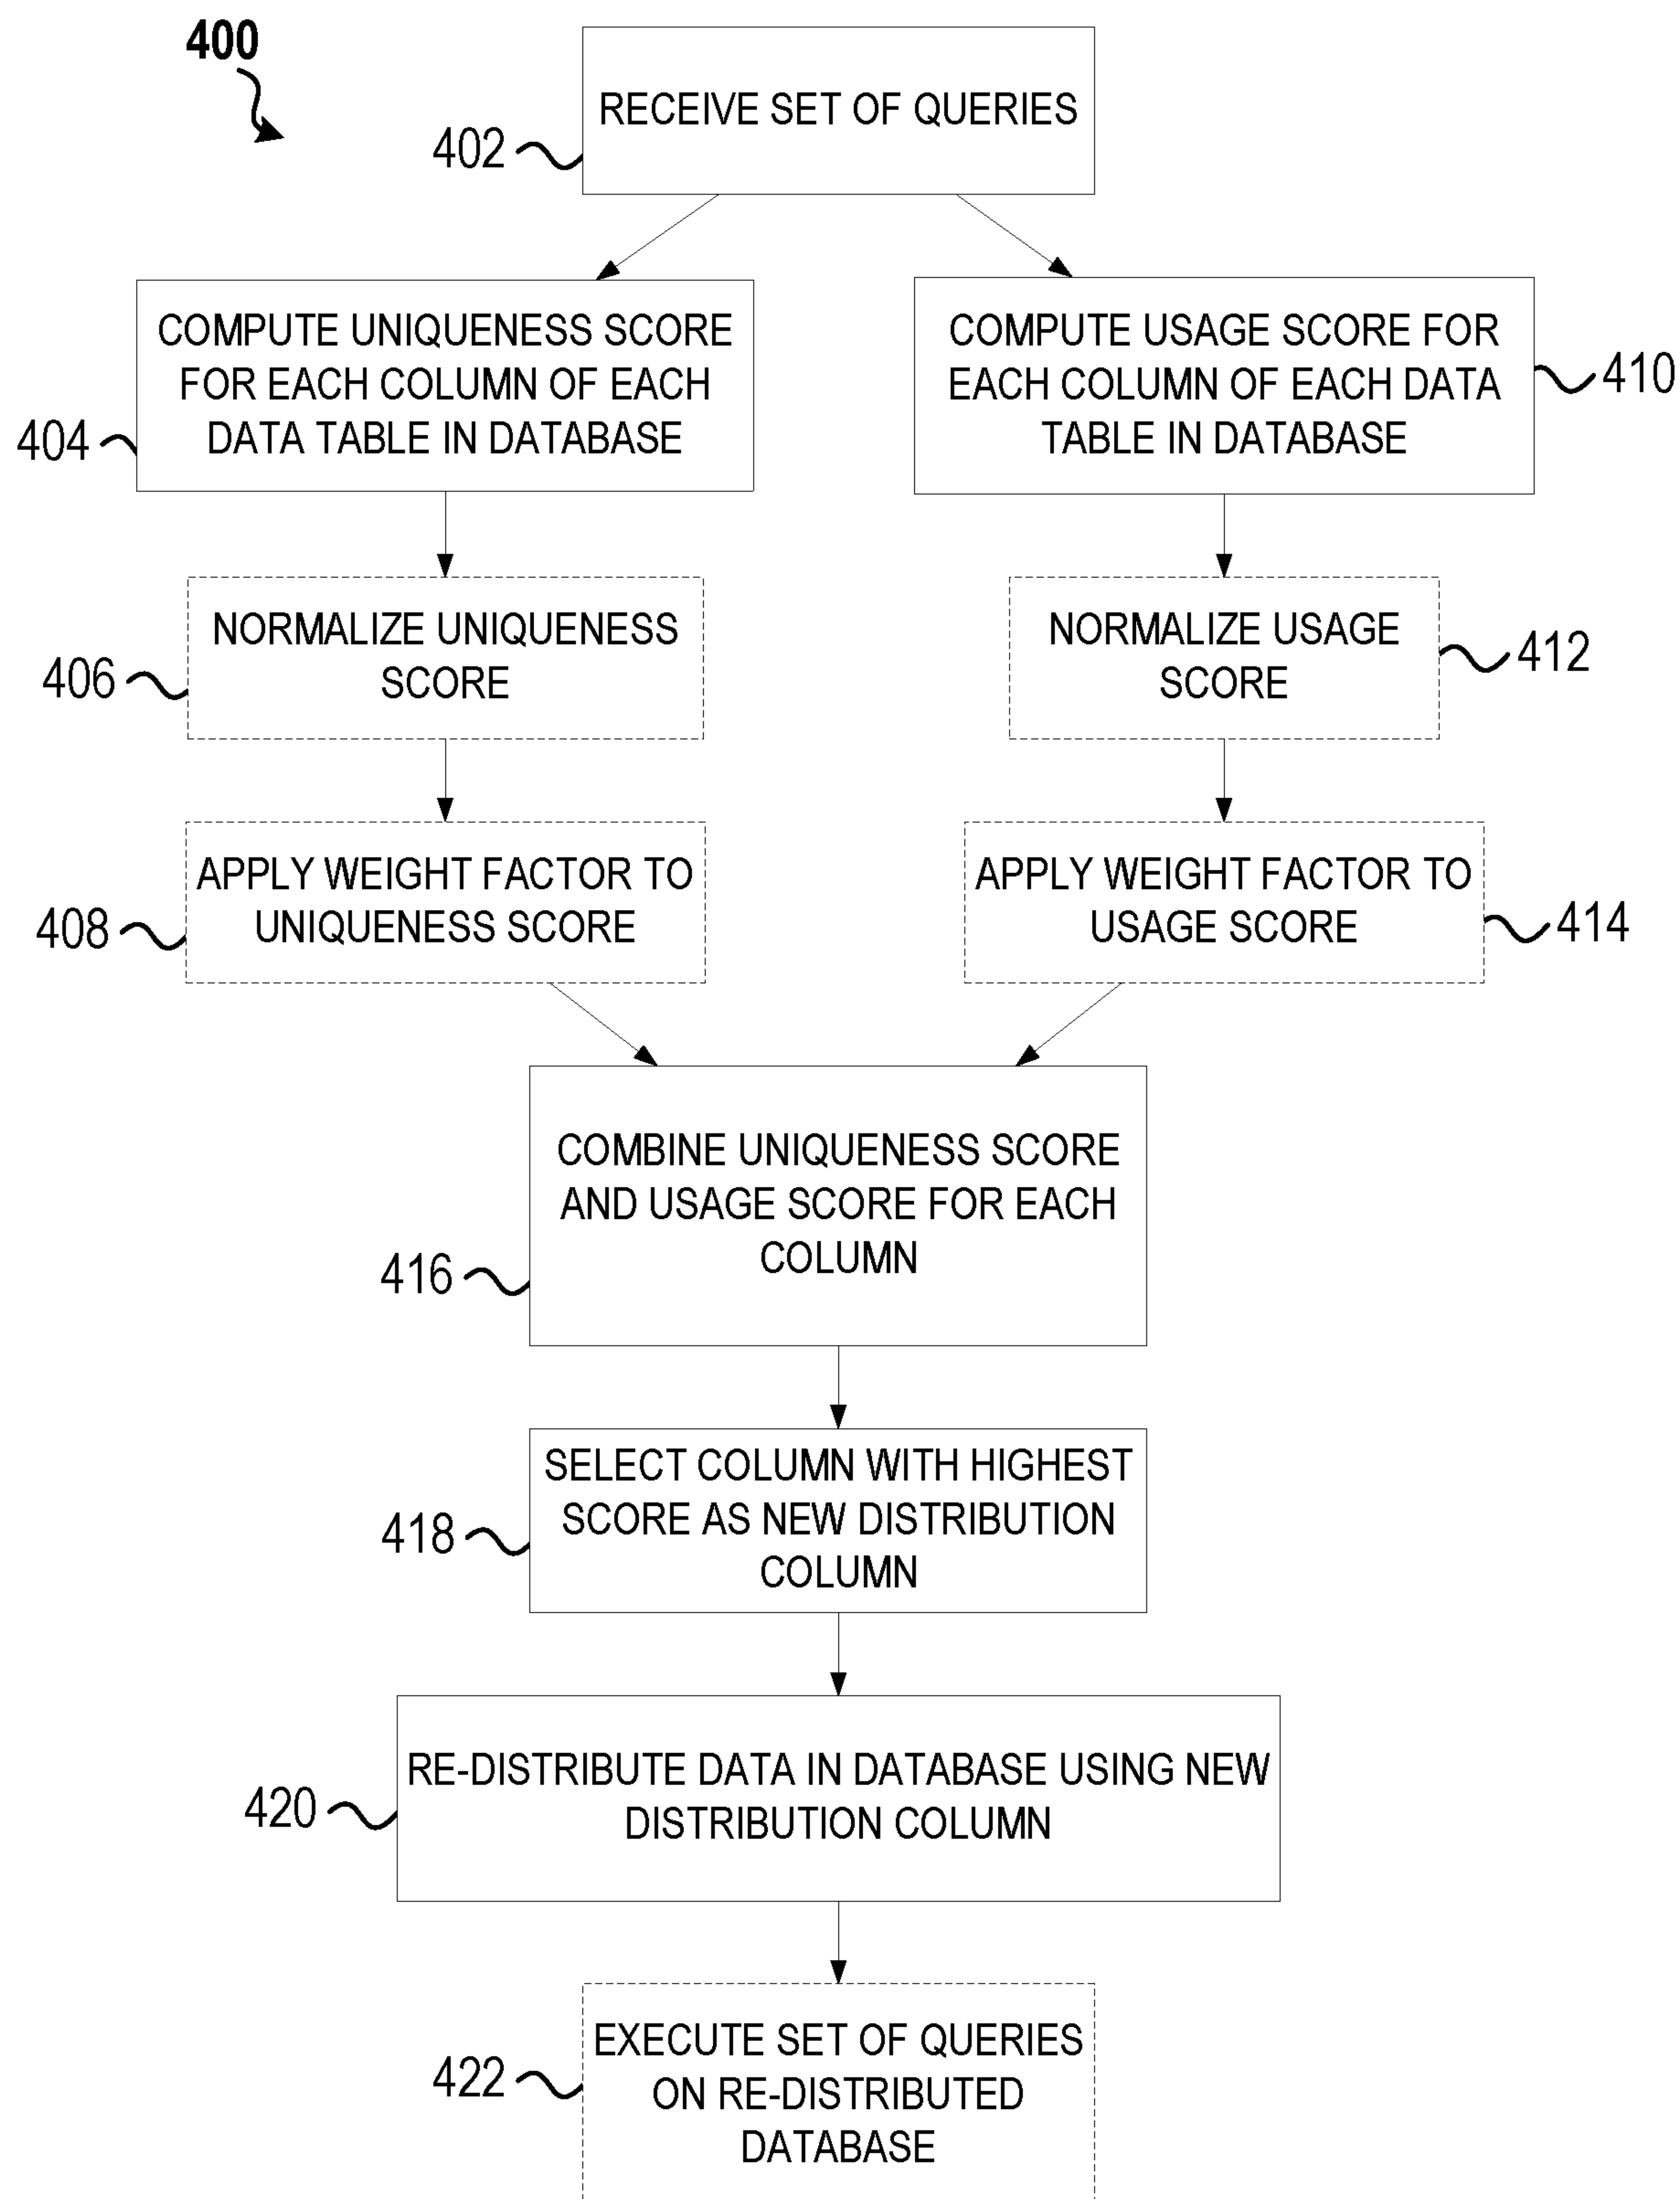 400
RECEIVE SET OF QUERIES
402
COMPUTE UNIQUENESS SCORE
FOR EACH COLUMN OF EACH
DATA TABLE IN DATABASE
404
COMPUTE USAGE SCORE FOR
EACH COLUMN OF EACH DATA
TABLE IN DATABASE
410
NORMALIZE UNIQUENESS
SCORE
406
NORMALIZE USAGE
SCORE
412
APPLY WEIGHT FACTOR TO
UNIQUENESS SCORE
408
APPLY WEIGHT FACTOR TO
USAGE SCORE
414
COMBINE UNIQUENESS SCORE
AND USAGE SCORE FOR EACH
COLUMN
416
SELECT COLUMN WITH HIGHEST
SCORE AS NEW DISTRIBUTION
COLUMN
418
RE-DISTRIBUTE DATA IN DATABASE USING NEW
DISTRIBUTION COLUMN
420
EXECUTE SET OF QUERIES
ON RE-DISTRIBUTED
DATABASE
422